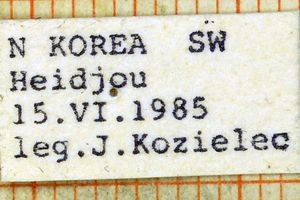 N KOREA SW
Heidjou
15.VI.1985
leg.J.Kozielec